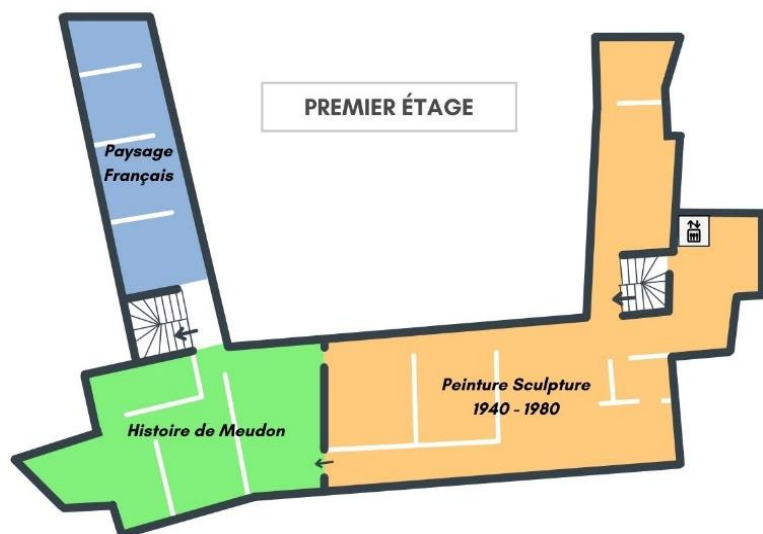 PREMIER ÉTAGE
Paysage
Français
Peinture Sculpture
1940 - 1980
Histoire de Meudon